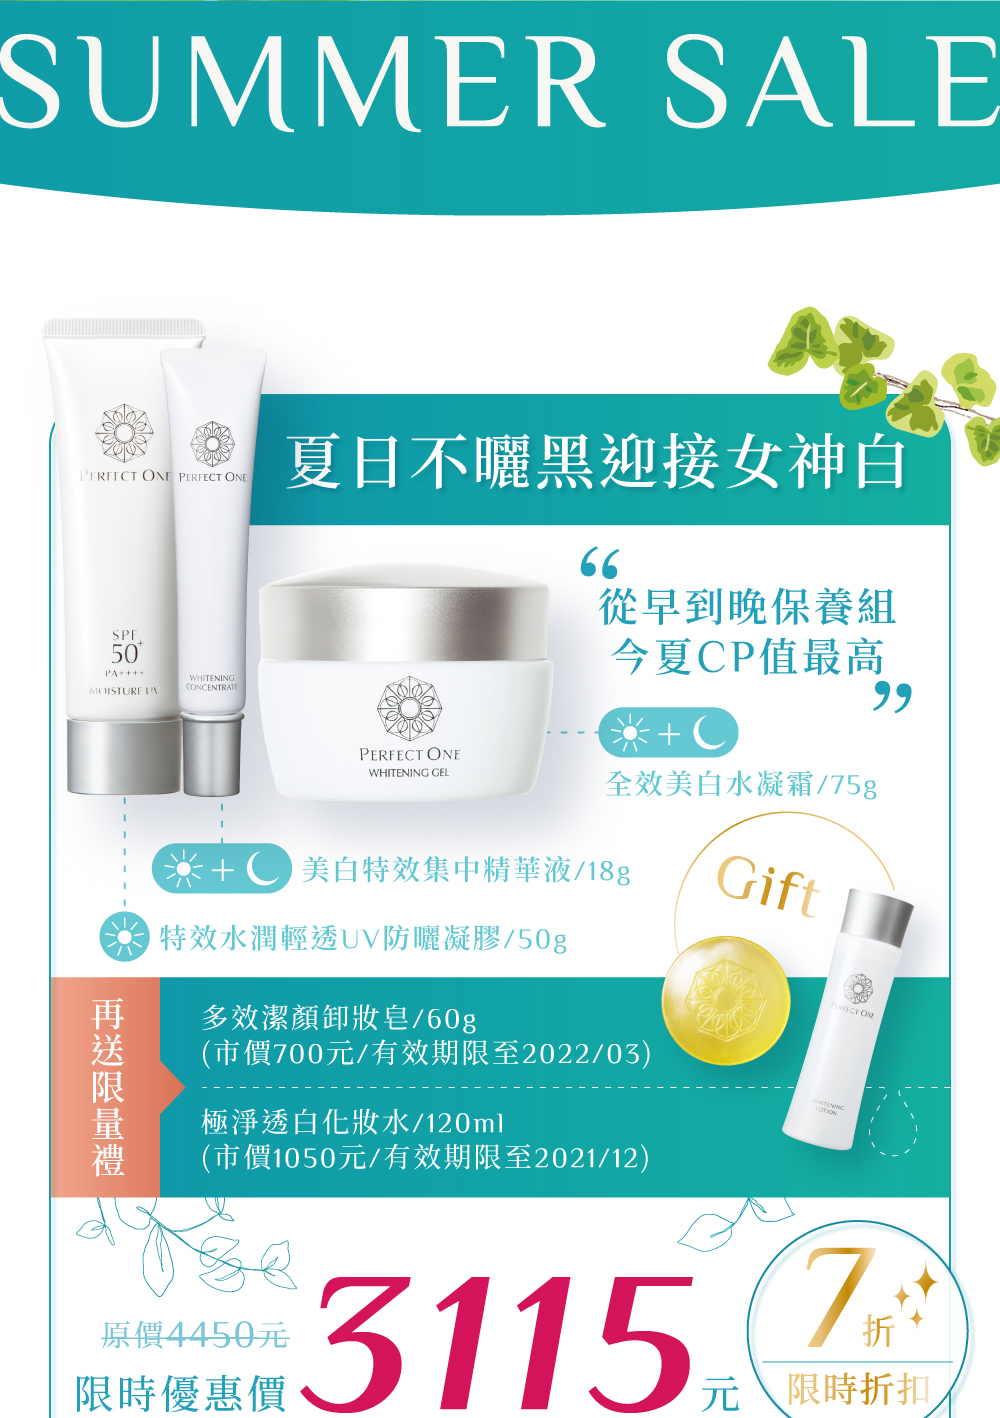 SUMMER SALE
夏日不曬黑迎接女神白
PERFECT ONE
SPF
50+
PA++++
MOISTURE UV
PERFECT ONE
WHITENING
CONCENTRATE
“
從早到晚保養組
今夏CP值最高
”
PERFECT ONE
WHITENING GEL
+
全效美白水凝霜/75g
+
美白特效集中精華液/18g
特效水潤輕透UV防曬凝膠/50g
Gift
PERFECT ONE
WHITENING
LOTION
再送限量禮
多效潔顏卸妝皂/60g
(市價700元/有效期限至2022/03)
極淨透白化妝水/120ml
(市價1050元/有效期限至2021/12)
原價4450元
限時優惠價3115元
7折
限時折扣